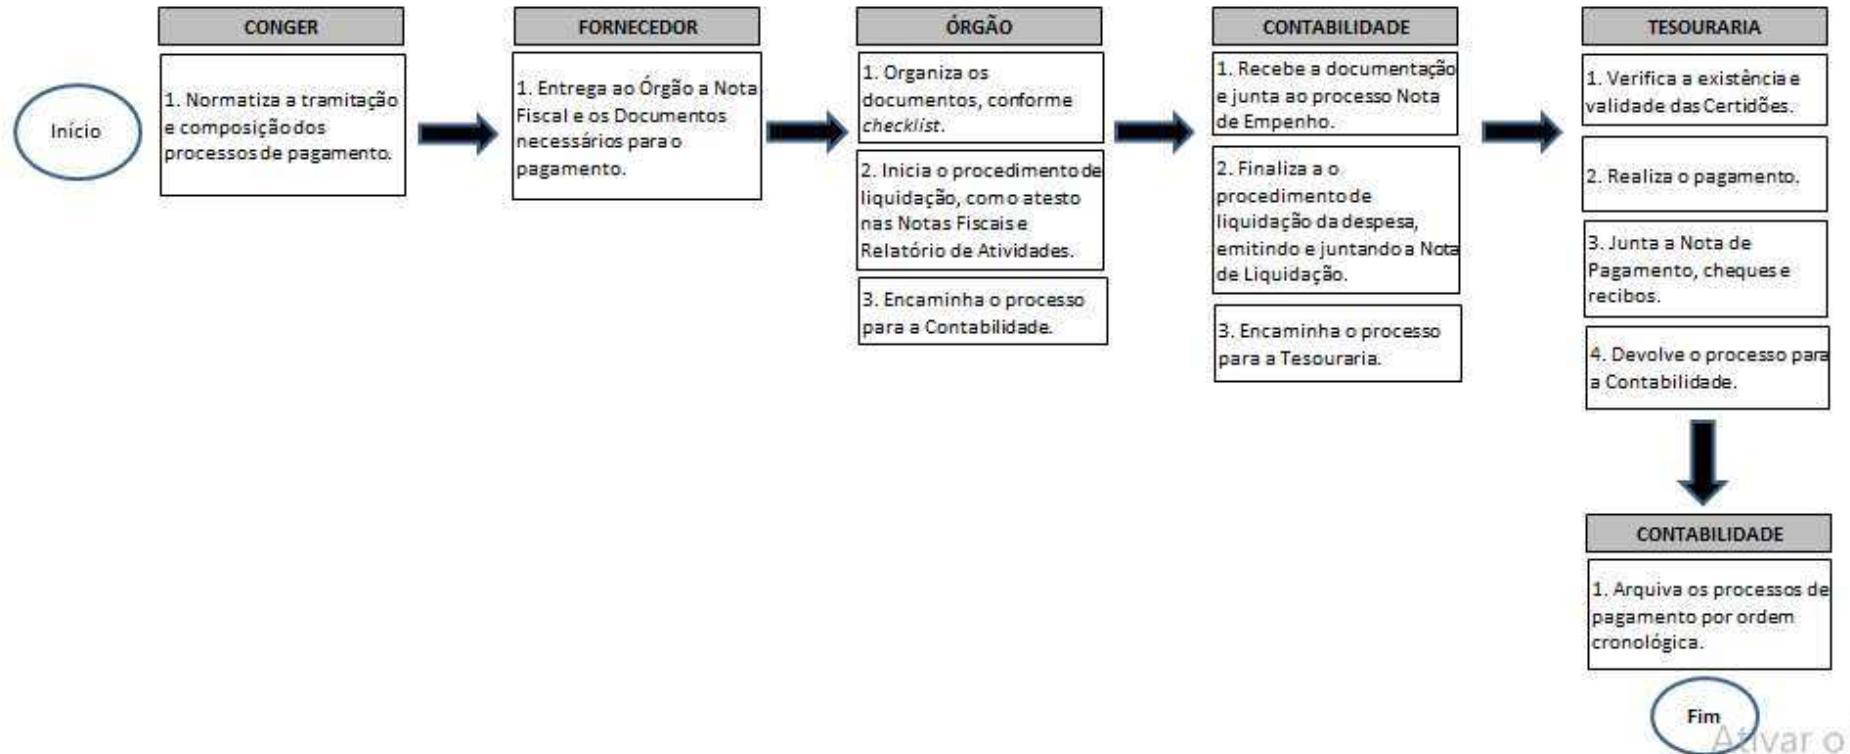 Início
CONGER
1. Normatiza a tramitação
e composição dos
processos de pagamento.
FORNECEDOR
1. Entrega ao Órgão a Nota
Fiscal e os Documentos
necessários para o
pagamento.
ÓRGÃO
1. Organiza os
documentos, conforme
checklist.
2. Inicia o procedimento de
liquidação, como atesto
nas Notas Fiscais e
Relatório de Atividades.
3. Encaminha o processo
para a Contabilidade.
CONTABILIDADE
1. Recebe a documentação
e junta ao processo Nota
de Empenho.
2. Finaliza a o
procedimento de
liquidação da despesa,
emitindo e juntando a Nota
de Liquidação.
3. Encaminha o processo
para a Tesouraria.
TESOURARIA
1. Verifica a existência e
validade das Certidões.
2. Realiza o pagamento.
3. Junta a Nota de
Pagamento, cheques e
recibos.
4. Devolve o processo para
a Contabilidade.
CONTABILIDADE
1. Arquiva os processos de
pagamento por ordem
cronológica.
Fim
Ativar o